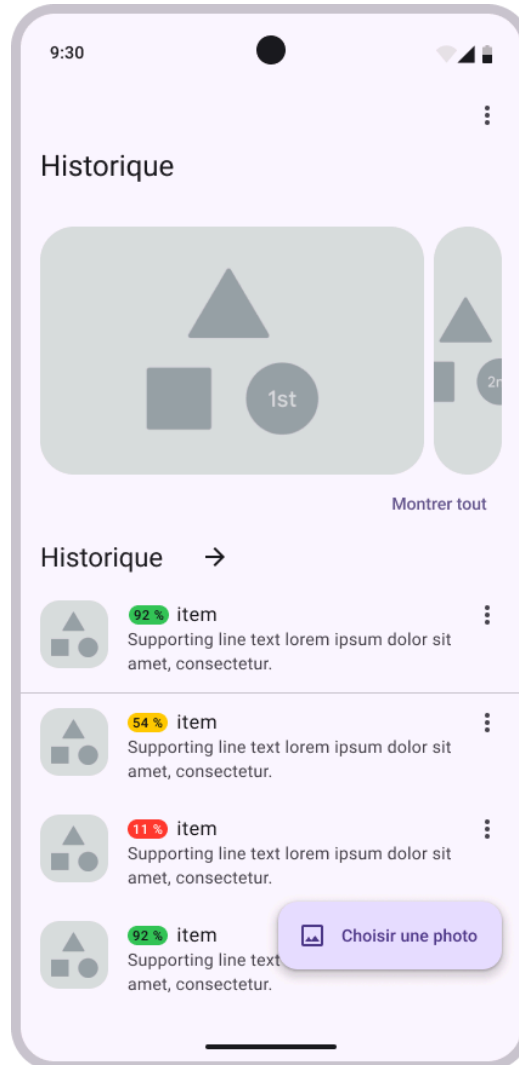 9:30
Historique
1st
Montrer tout
Historique
92 % item
Supporting line text lorem ipsum dolor sit
amet, consectetur.
54 % item
Supporting line text lorem ipsum dolor sit
amet, consectetur.
11 % item
Supporting line text lorem ipsum dolor sit
amet, consectetur.
92 % item
Choisir une photo
Supporting line text
amet, consectetur.